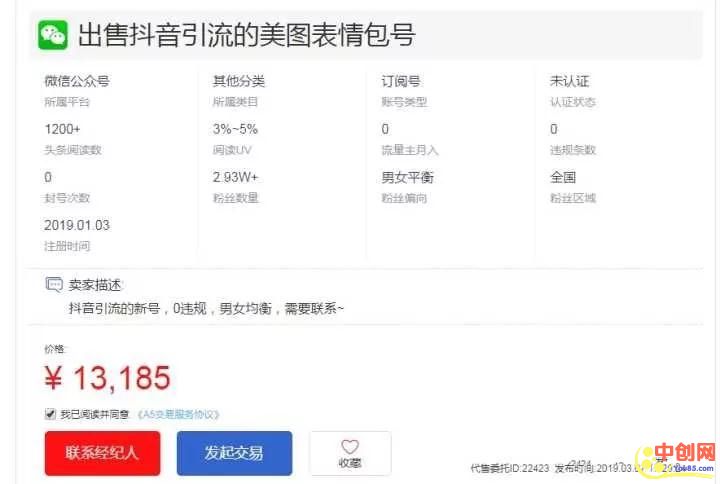 出售抖音引流的美图表情包号
微信公众号 其他分类 订阅号 未认证
所属平台 所属类目 账号类型 认证状态
1200+ 3%~5% 0 0
头条阅读数 阅读UV 流量主月入 违规条数
0 2.93W+ 男女平衡 全国
封号次数 粉丝数量 粉丝偏向 粉丝区域
2019.01.03
注册时间
卖家描述:
抖音引流的新号，0违规，男女均衡，需要联系~
价格:
¥ 13,185
我已阅读并同意 《A5交易服务协议》
联系经纪人 发起交易 收藏
代售委托ID:22423 发布时间:2019.03.
中创网